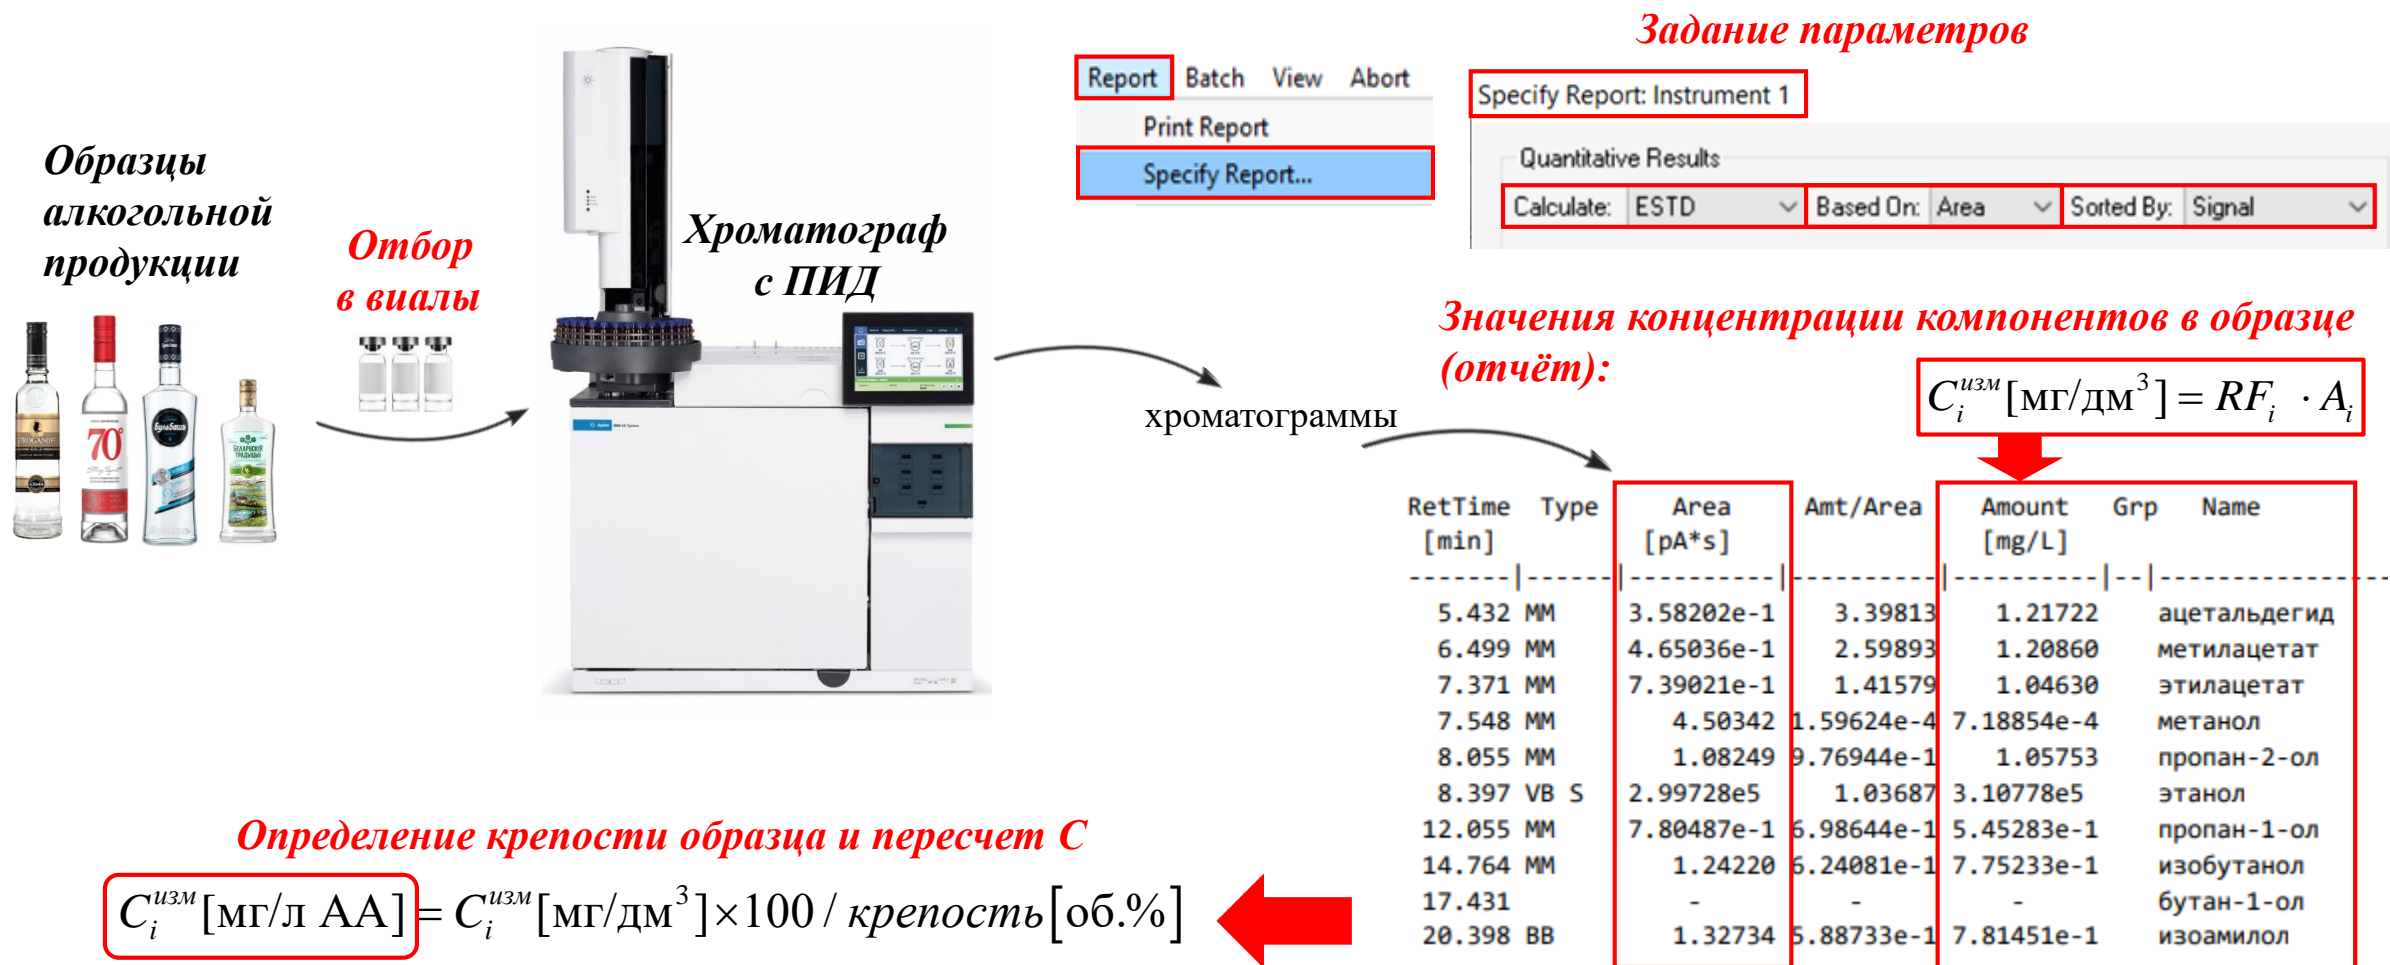 Образцы
алкогольной
продукции
Отбор
в виалы
Хроматограф
с ПИД
70°
Бульбашъ
БЕЛАРУСКІЯ
ТРАДЫЦЫІ
Report Batch View Abort
Print Report
Specify Report...
Задание параметров
Specify Report: Instrument 1
Quantitative Results
Calculate: ESTD Based On: Area Sorted By: Signal
хроматограммы
Значения концентрации компонентов в образце
(отчёт):
C_i^{изм}[мг/дм³] = RF_i · A_i
RetTime Type Area Amt/Area Amount Grp Name
[min] [pA*s] [mg/L]
-------|------|----------|----------|----------|--|----------------
5.432 MM 3.58202e-1 3.39813 1.21722 ацетальдегид
6.499 MM 4.65036e-1 2.59893 1.20860 метилацетат
7.371 MM 7.39021e-1 1.41579 1.04630 этилацетат
7.548 MM 4.50342 1.59624e-4 7.18854e-4 метанол
8.055 MM 1.08249 9.76944e-1 1.05753 пропан-2-ол
8.397 VB S 2.99728e5 1.03687 3.10778e5 этанол
12.055 MM 7.80487e-1 6.98644e-1 5.45283e-1 пропан-1-ол
14.764 MM 1.24220 6.24081e-1 7.75233e-1 изобутанол
17.431 - - - бутан-1-ол
20.398 BB 1.32734 5.88733e-1 7.81451e-1 изоамилол
Определение крепости образца и пересчет С
C_i^{изм}[мг/л АА] = C_i^{изм}[мг/дм³]×100 / крепость[об.%]